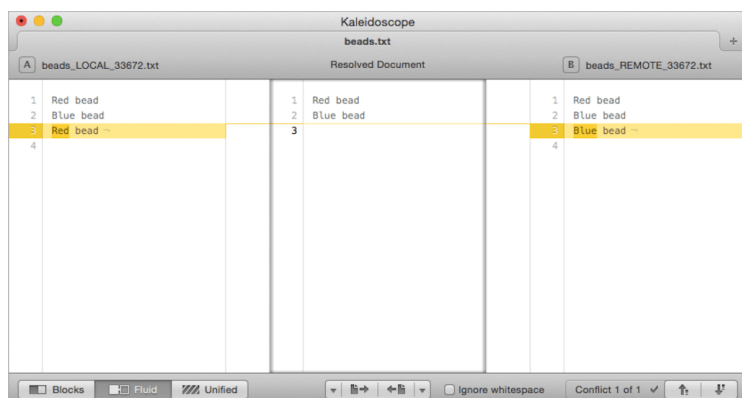 Kaleidoscope
beads.txt
+
A beads_LOCAL_33672.txt
Resolved Document
B beads_REMOTE_33672.txt
1 Red bead
2 Blue bead
3 Red bead ¬
4
1 Red bead
2 Blue bead
3
1 Red bead
2 Blue bead
3 Blue bead ¬
4
Blocks Fluid Unified Ignore whitespace Conflict 1 of 1 ✓